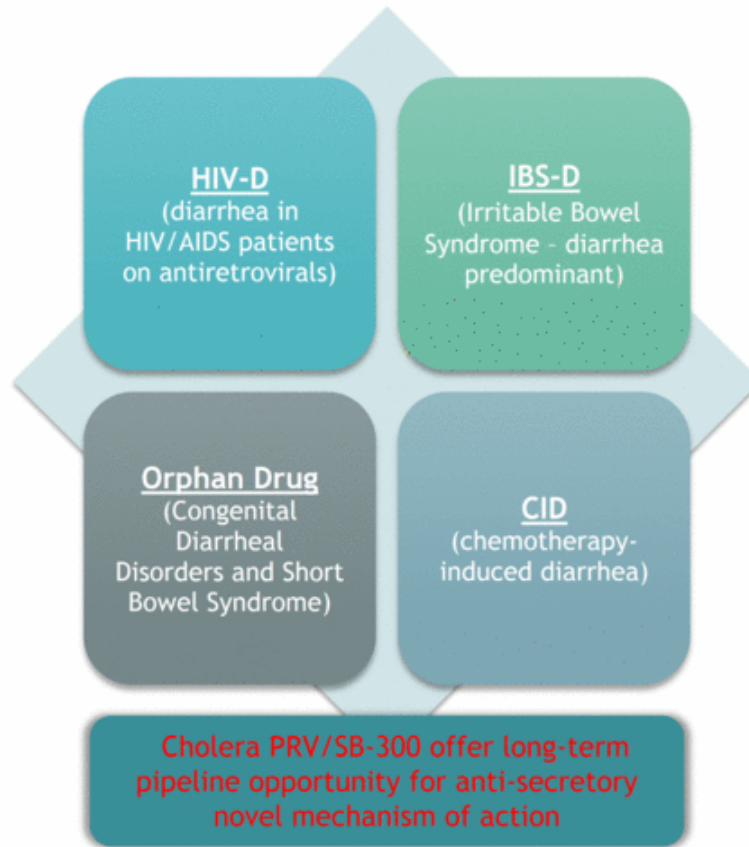 HIV-D
(diarrhea in
HIV/AIDS patients
on antiretrovirals)
IBS-D
(Irritable Bowel
Syndrome – diarrhea
predominant)
Orphan Drug
(Congenital
Diarrheal
Disorders and Short
Bowel Syndrome)
CID
(chemotherapy-
induced diarrhea)
Cholera PRV/SB-300 offer long-term
pipeline opportunity for anti-secretory
novel mechanism of action